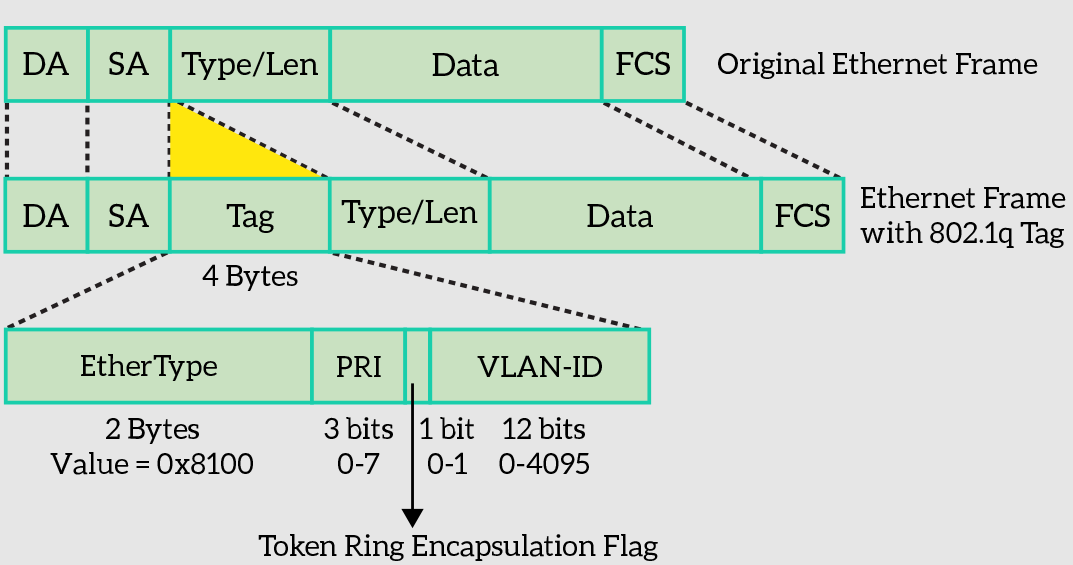 DA SA Type/Len Data FCS Original Ethernet Frame
DA SA Tag Type/Len Data FCS Ethernet Frame
with 802.1q Tag
4 Bytes
EtherType PRI VLAN-ID
2 Bytes 3 bits 1 bit 12 bits
Value = 0x8100 0-7 0-1 0-4095
Token Ring Encapsulation Flag